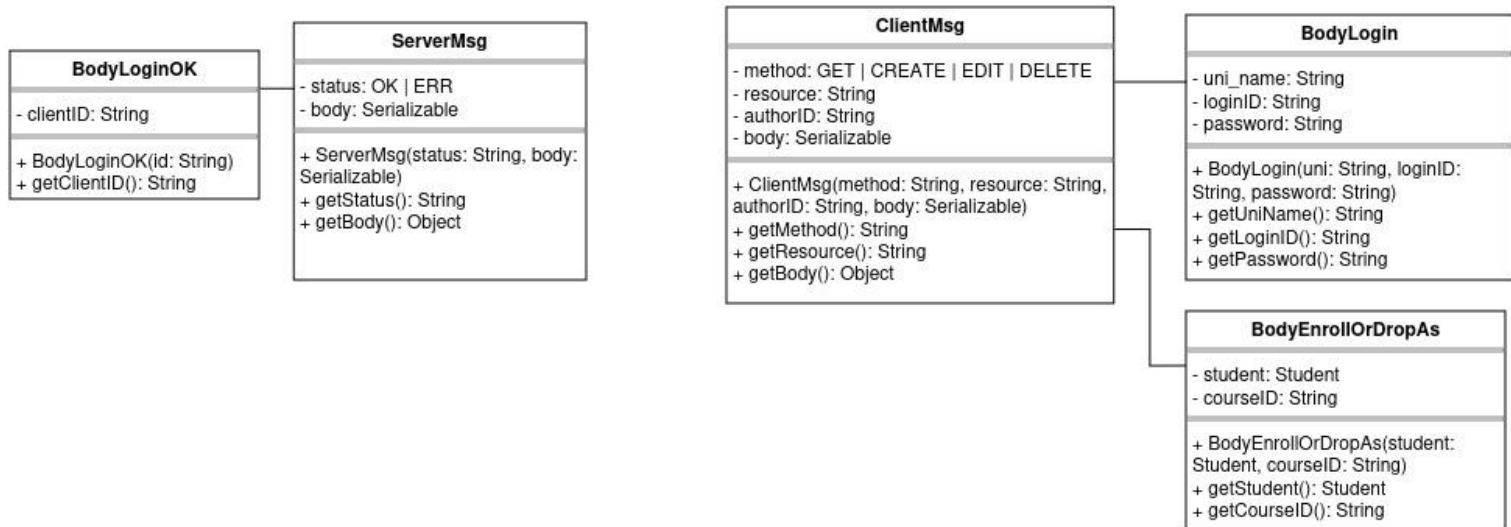 BodyLoginOK
- clientID: String
+ BodyLoginOK(id: String)
+ getClientID(): String
ServerMsg
- status: OK | ERR
- body: Serializable
+ ServerMsg(status: String, body:
Serializable)
+ getStatus(): String
+ getBody(): Object
ClientMsg
- method: GET | CREATE | EDIT | DELETE
- resource: String
- authorID: String
- body: Serializable
+ ClientMsg(method: String, resource: String,
authorID: String, body: Serializable)
+ getMethod(): String
+ getResource(): String
+ getBody(): Object
BodyLogin
- uni_name: String
- loginID: String
- password: String
+ BodyLogin(uni: String, loginID:
String, password: String)
+ getUniName(): String
+ getLoginID(): String
+ getPassword(): String
BodyEnrollOrDropAs
- student: Student
- courseID: String
+ BodyEnrollOrDropAs(student:
Student, courseID: String)
+ getStudent(): Student
+ getCourseID(): String